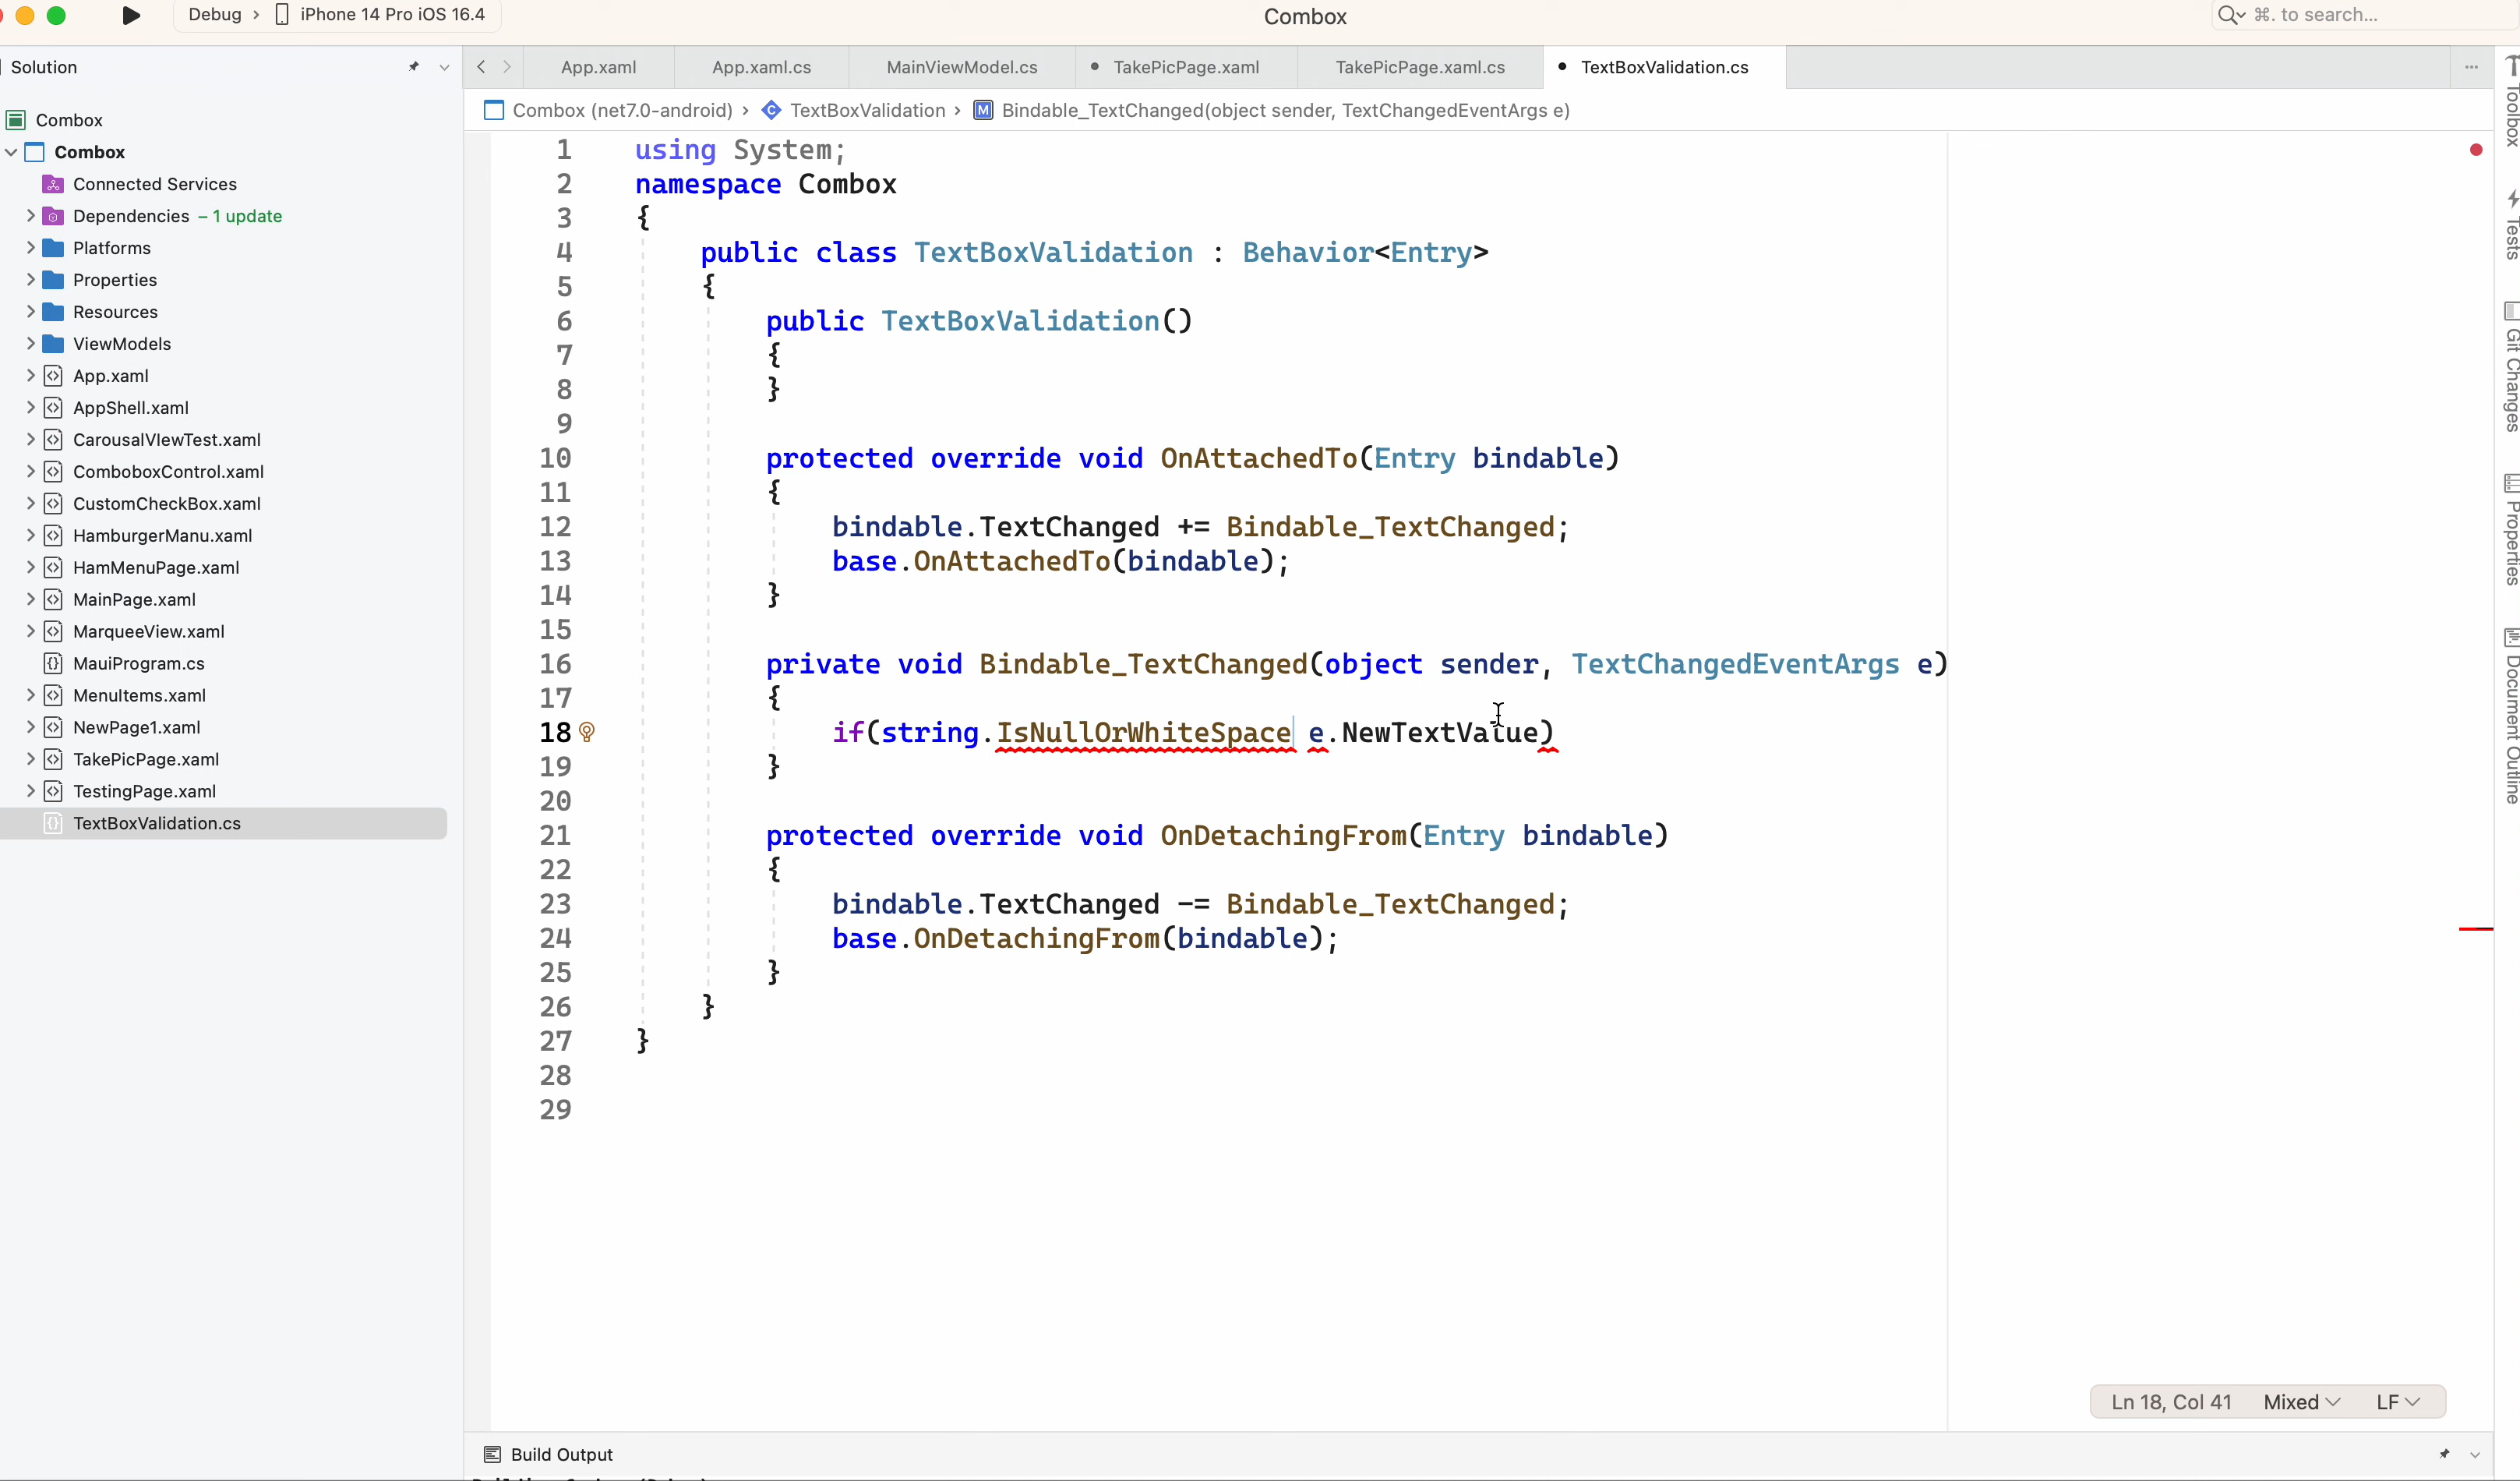 Debug › iPhone 14 Pro iOS 16.4
Combox
⌘. to search...
Solution
App.xaml
App.xaml.cs
MainViewModel.cs
TakePicPage.xaml
TakePicPage.xaml.cs
TextBoxValidation.cs
Combox (net7.0-android) › TextBoxValidation › M Bindable_TextChanged(object sender, TextChangedEventArgs e)
Combox
Combox
Connected Services
Dependencies – 1 update
Platforms
Properties
Resources
ViewModels
App.xaml
AppShell.xaml
CarousalVIewTest.xaml
ComboboxControl.xaml
CustomCheckBox.xaml
HamburgerManu.xaml
HamMenuPage.xaml
MainPage.xaml
MarqueeView.xaml
MauiProgram.cs
MenuItems.xaml
NewPage1.xaml
TakePicPage.xaml
TestingPage.xaml
TextBoxValidation.cs
1 using System;
2 namespace Combox
3 {
4 public class TextBoxValidation : Behavior<Entry>
5 {
6 public TextBoxValidation()
7 {
8 }
9
10 protected override void OnAttachedTo(Entry bindable)
11 {
12 bindable.TextChanged += Bindable_TextChanged;
13 base.OnAttachedTo(bindable);
14 }
15
16 private void Bindable_TextChanged(object sender, TextChangedEventArgs e)
17 {
18 if(string.IsNullOrWhiteSpace e.NewTextValue)
19 }
20
21 protected override void OnDetachingFrom(Entry bindable)
22 {
23 bindable.TextChanged -= Bindable_TextChanged;
24 base.OnDetachingFrom(bindable);
25 }
26 }
27 }
28
29
Toolbox
Tests
Git Changes
Properties
Document Outline
Ln 18, Col 41 Mixed LF
Build Output